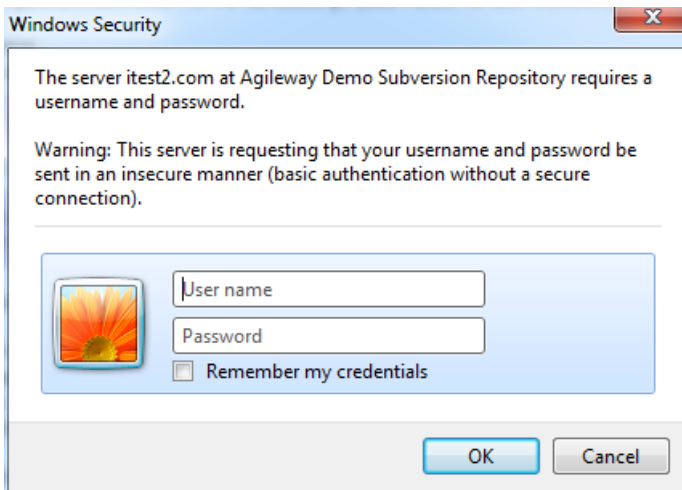 Windows Security
The server itest2.com at Agileway Demo Subversion Repository requires a
username and password.
Warning: This server is requesting that your username and password be
sent in an insecure manner (basic authentication without a secure
connection).
User name
Password
Remember my credentials
OK Cancel